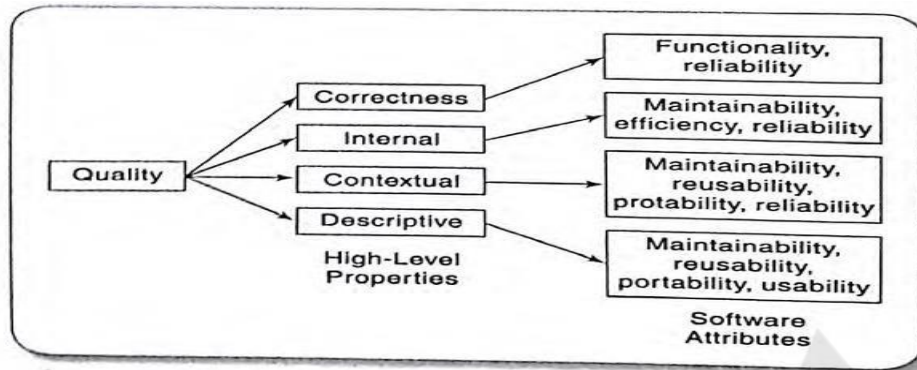 Functionality,
reliability
Correctness
Maintainability,
efficiency, reliability
Internal
Quality
Contextual
Maintainability,
reusability,
protability, reliability
Descriptive
High-Level
Properties
Maintainability,
reusability,
portability, usability
Software
Attributes